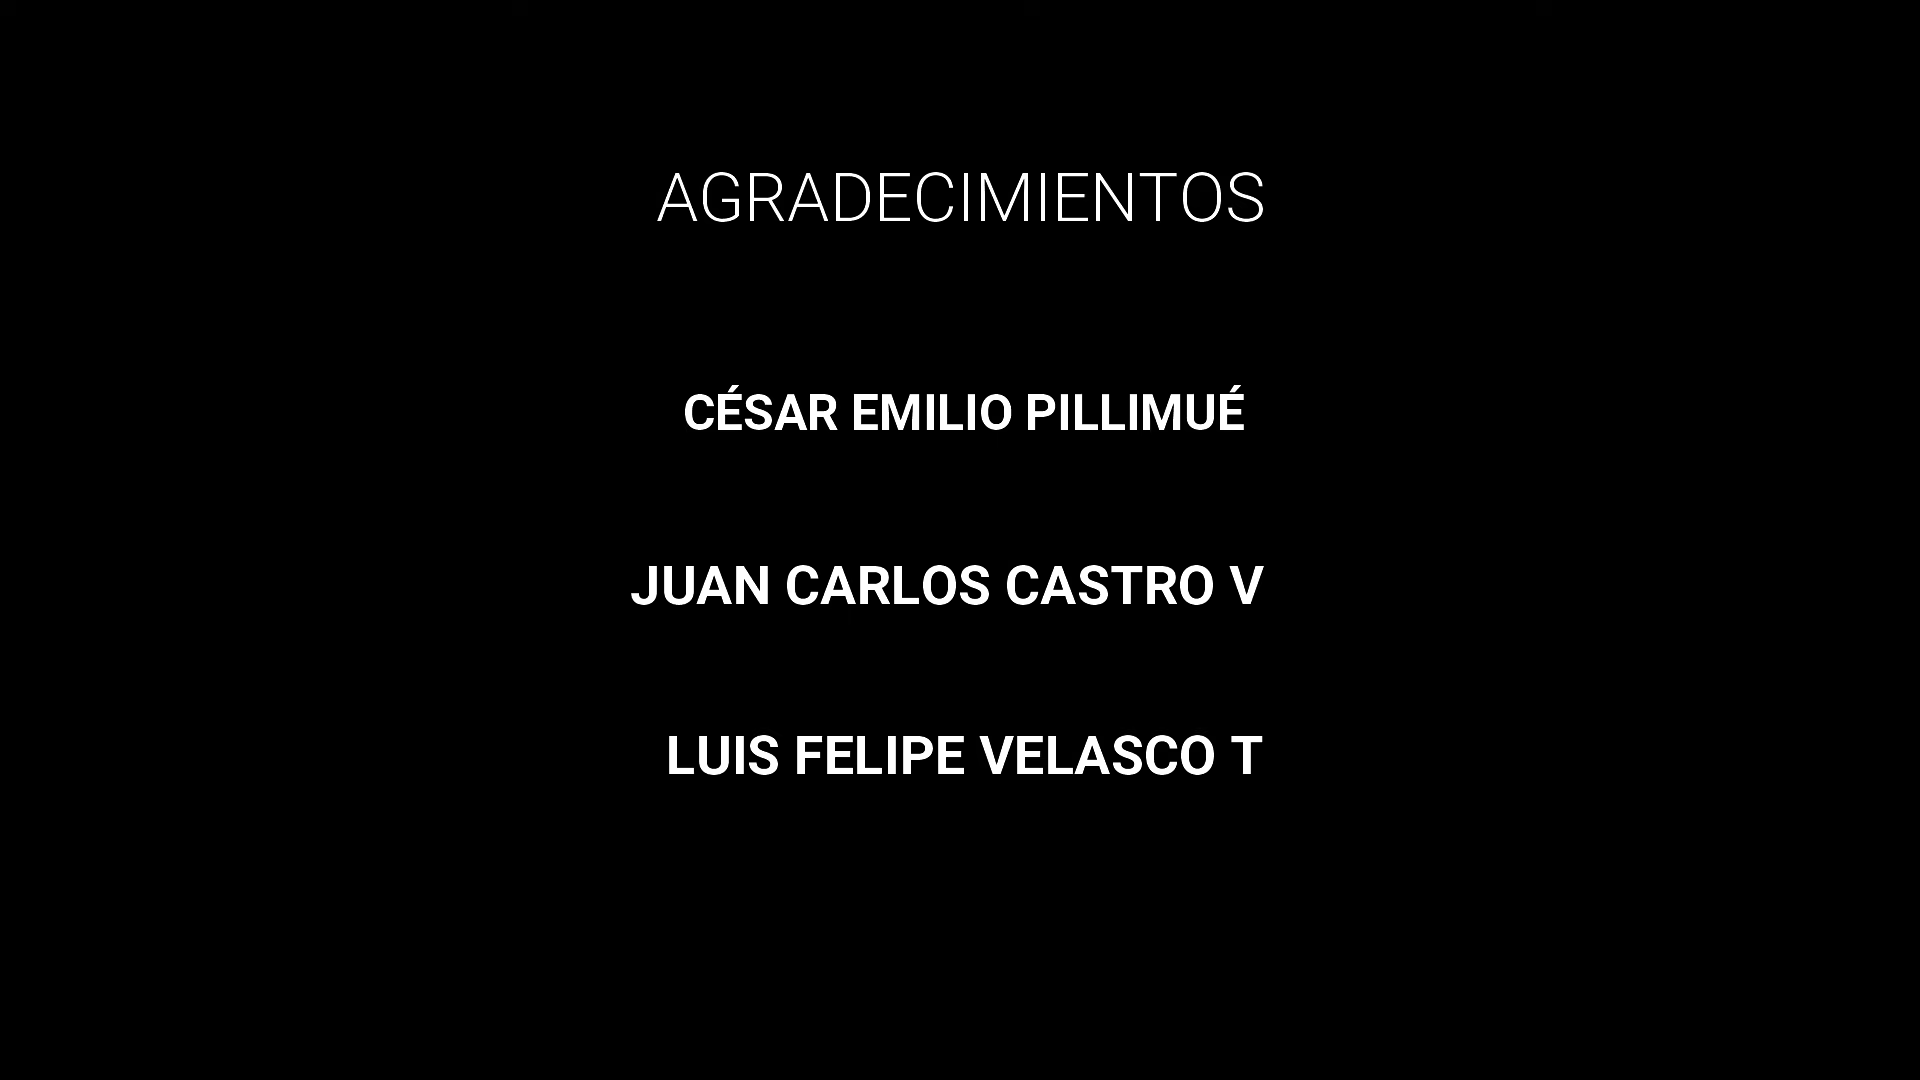 AGRADECIMIENTOS
CÉSAR EMILIO PILLIMUÉ
JUAN CARLOS CASTRO V
LUIS FELIPE VELASCO T